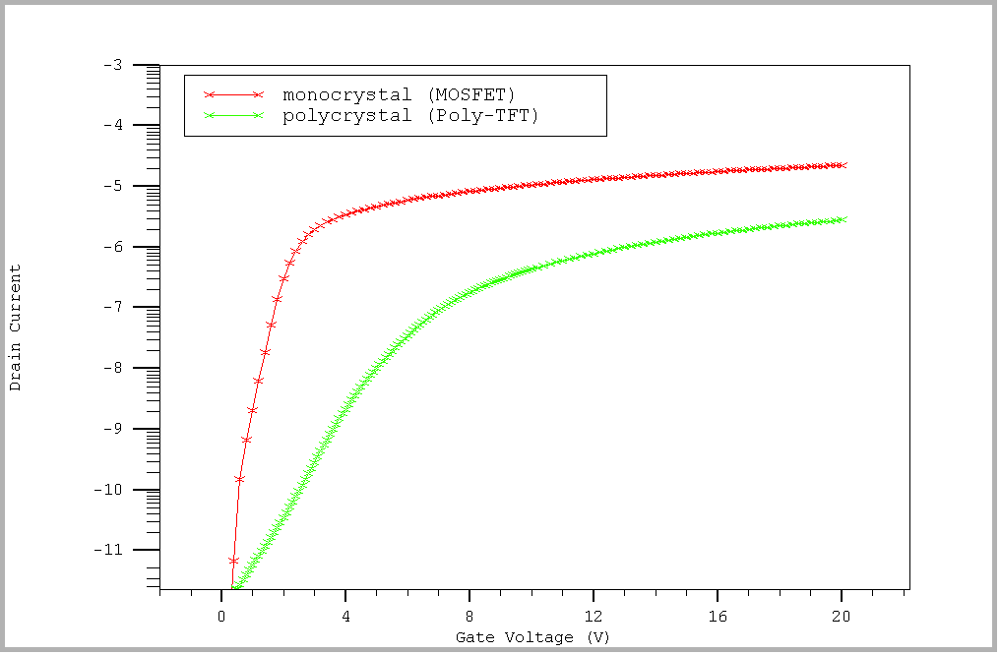 -3
monocrystal (MOSFET)
polycrystal (Poly-TFT)
-4
-5
-6
-7
-8
-9
-10
-11
Drain Current
0 4 8 12 16 20
Gate Voltage (V)